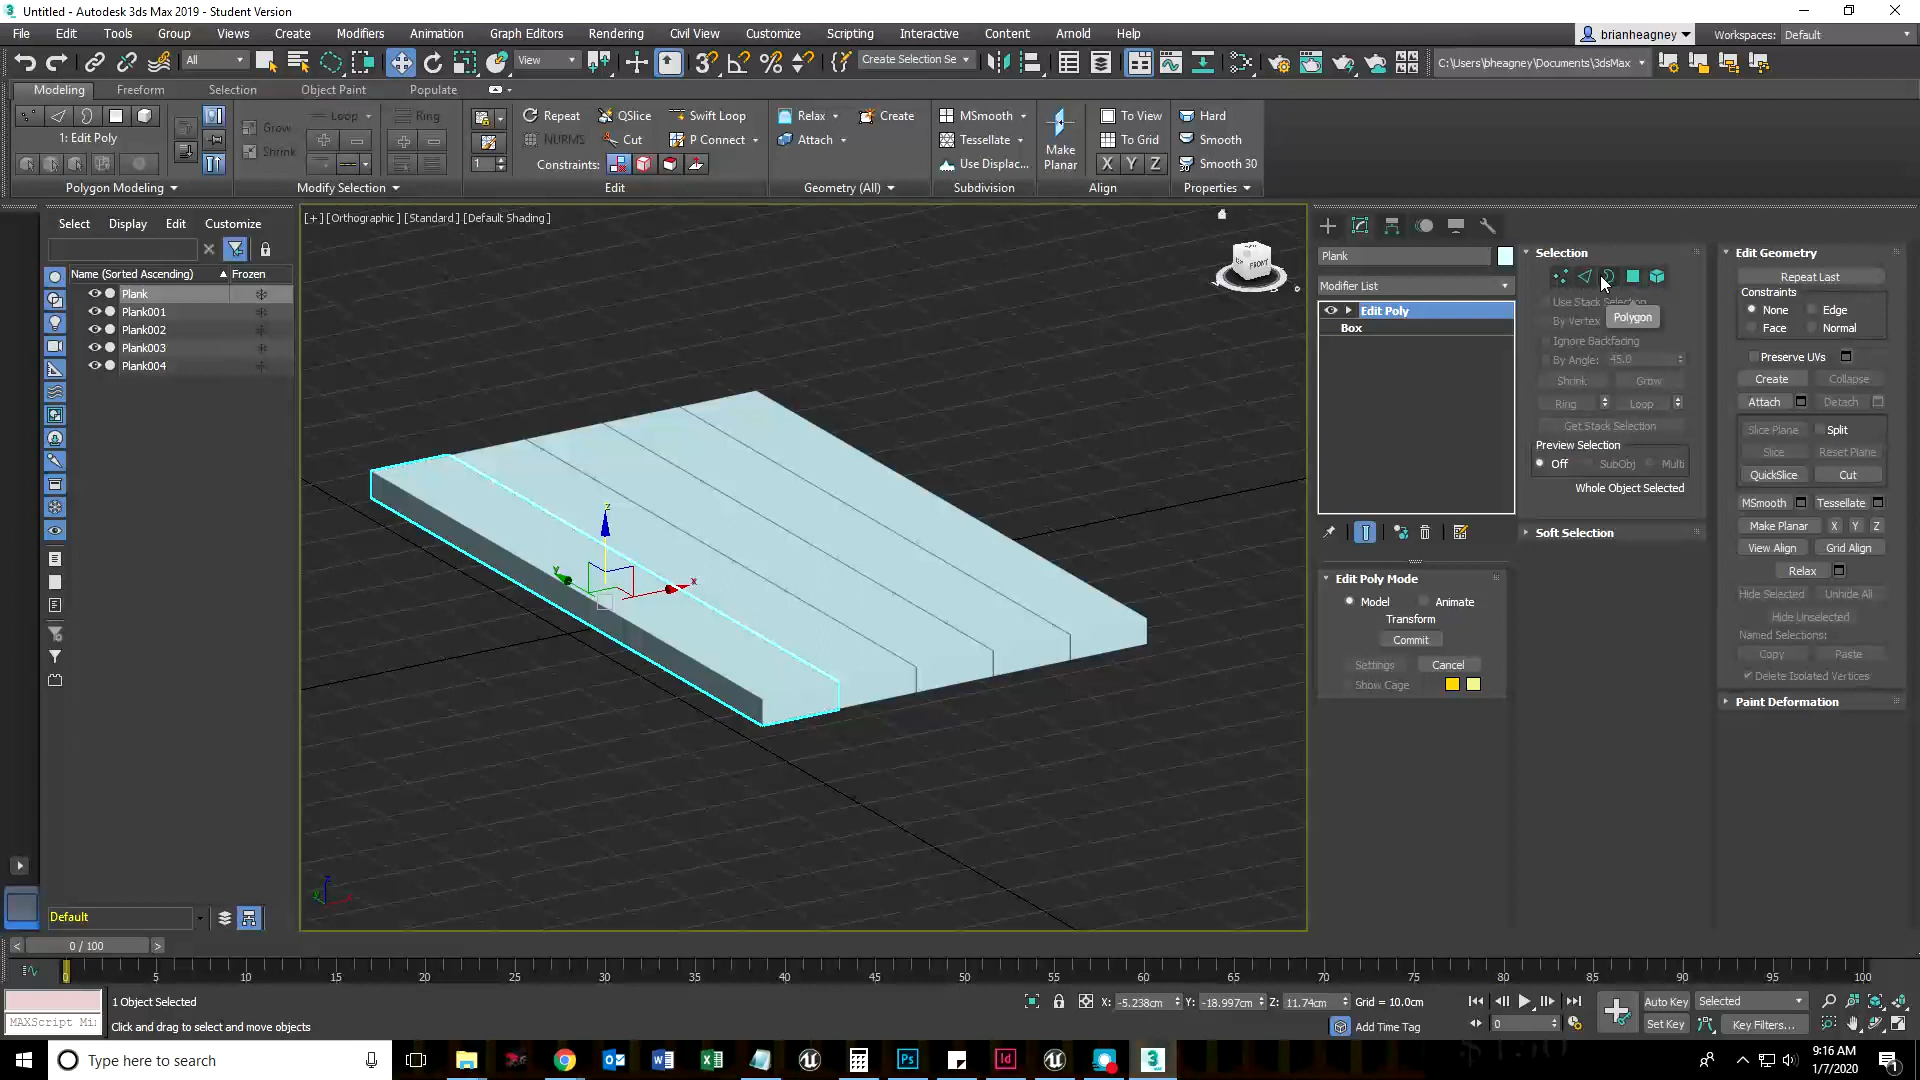 Untitled - Autodesk 3ds Max 2019 - Student Version
File Edit Tools Group Views Create Modifiers Animation Graph Editors Rendering Civil View Customize Scripting Interactive Content Arnold Help
brianheagney Workspaces: Default
All View Create Selection Se C:\Users\bheagney\Documents\3dsMax
Modeling Freeform Selection Object Paint Populate
Loop Ring Repeat QSlice Swift Loop Relax Create MSmooth To View Hard
1: Edit Poly Grow NURMS Cut P Connect Attach Tessellate To Grid Smooth
Shrink 1 Constraints: Use Displac... Make Planar X Y Z Smooth 30
Polygon Modeling Modify Selection Edit Geometry (All) Subdivision Align Properties
Select Display Edit Customize
Name (Sorted Ascending) Frozen
Plank
Plank001
Plank002
Plank003
Plank004
Default
[+] [Orthographic] [Standard] [Default Shading]
FRONT
z
y
x
Plank
Modifier List
Edit Poly
Box
Edit Poly Mode
Model Animate
Transform
Commit
Settings Cancel
Show Cage
Selection
Use Stack Selection
By Vertex
Polygon
Ignore Backfacing
By Angle: 45.0
Shrink Grow
Ring Loop
Get Stack Selection
Preview Selection
Off SubObj Multi
Whole Object Selected
Soft Selection
Edit Geometry
Repeat Last
Constraints
None Edge
Face Normal
Preserve UVs
Create Collapse
Attach Detach
Slice Plane Split
Slice Reset Plane
QuickSlice Cut
MSmooth Tessellate
Make Planar X Y Z
View Align Grid Align
Relax
Hide Selected Unhide All
Hide Unselected
Named Selections:
Copy Paste
Delete Isolated Vertices
Paint Deformation
< 0 / 100 >
0 5 10 15 20 25 30 35 40 45 50 55 60 65 70 75 80 85 90 95 100
1 Object Selected X: -5.238cm Y: -18.997cm Z: 11.74cm Grid = 10.0cm Auto Key Selected
MAXScript Mi Click and drag to select and move objects Add Time Tag 0 Set Key Key Filters...
Type here to search
9:16 AM
1/7/2020